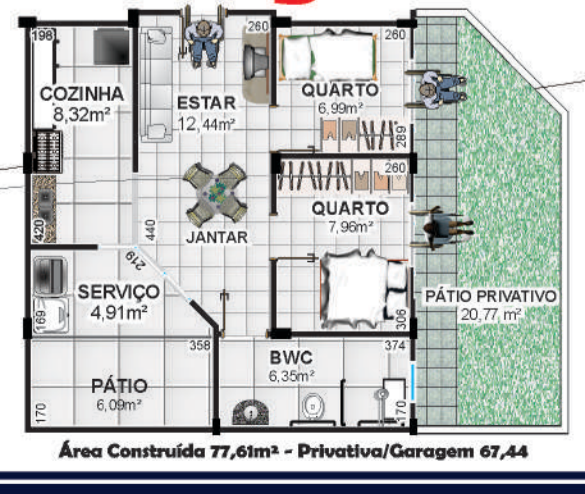 198
260
260
COZINHA
8,32m²
ESTAR
12,44m²
QUARTO
6,99m²
289
260
QUARTO
7,96m²
420
440
JANTAR
219
SERVIÇO
4,91m²
169
306
PÁTIO PRIVATIVO
20,77 m²
358
374
BWC
6,35m²
PÁTIO
6,09m²
170
170
Área Construída 77,61m² - Privativa/Garagem 67,44